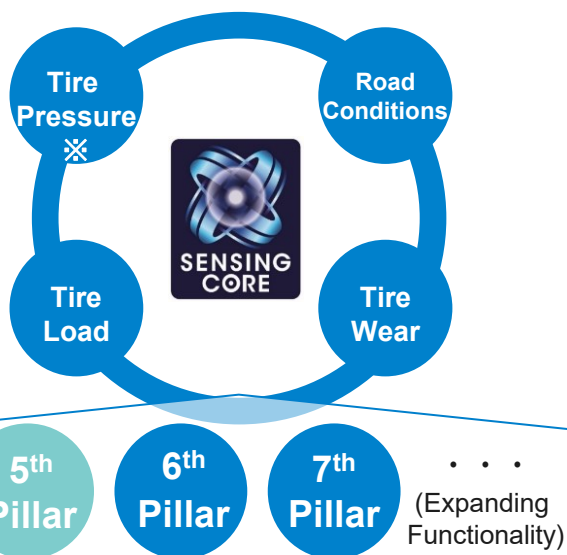 Tire
Pressure
※
Road
Conditions
SENSING
CORE
Tire
Load
Tire
Wear
5th
Pillar
6th
Pillar
7th
Pillar
・・・
(Expanding
Functionality)